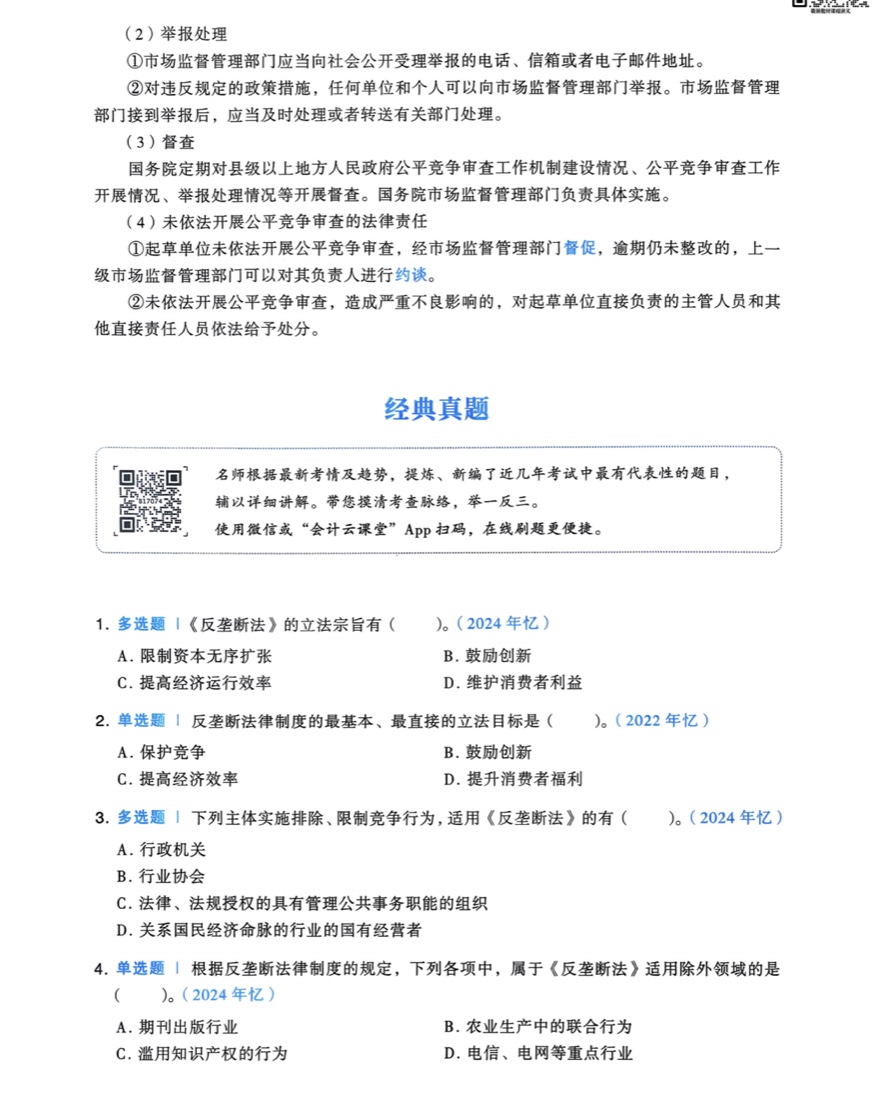 （2）举报处理
①市场监督管理部门应当向社会公开受理举报的电话、信箱或者电子邮件地址。
②对违反规定的政策措施，任何单位和个人可以向市场监督管理部门举报。市场监督管理
部门接到举报后，应当及时处理或者转送有关部门处理。
（3）督查
国务院定期对县级以上地方人民政府公平竞争审查工作机制建设情况、公平竞争审查工作
开展情况、举报处理情况等开展督查。国务院市场监督管理部门负责具体实施。
（4）未依法开展公平竞争审查的法律责任
①起草单位未依法开展公平竞争审查，经市场监督管理部门督促，逾期仍未整改的，上一
级市场监督管理部门可以对其负责人进行约谈。
②未依法开展公平竞争审查，造成严重不良影响的，对起草单位直接负责的主管人员和其
他直接责任人员依法给予处分。
经典真题
名师根据最新考情及趋势，提炼、新编了近几年考试中最有代表性的题目，
辅以详细讲解。带您摸清考查脉络，举一反三。
使用微信或“会计云课堂”App 扫码，在线刷题更便捷。
1. 多选题 |《反垄断法》的立法宗旨有（　　）。（2024 年忆）
A. 限制资本无序扩张　　B. 鼓励创新
C. 提高经济运行效率　　D. 维护消费者利益
2. 单选题 | 反垄断法律制度的最基本、最直接的立法目标是（　　）。（2022 年忆）
A. 保护竞争　　B. 鼓励创新
C. 提高经济效率　　D. 提升消费者福利
3. 多选题 | 下列主体实施排除、限制竞争行为，适用《反垄断法》的有（　　）。（2024 年忆）
A. 行政机关
B. 行业协会
C. 法律、法规授权的具有管理公共事务职能的组织
D. 关系国民经济命脉的行业的国有经营者
4. 单选题 | 根据反垄断法律制度的规定，下列各项中，属于《反垄断法》适用除外领域的是
（　　）。（2024 年忆）
A. 期刊出版行业　　B. 农业生产中的联合行为
C. 滥用知识产权的行为　　D. 电信、电网等重点行业